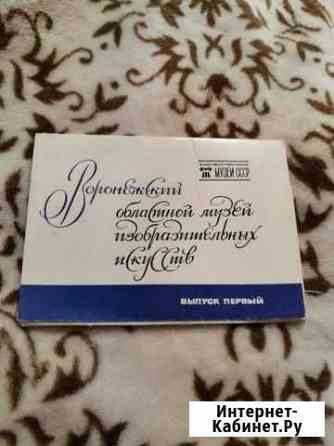 МУЗЕИ СССР
Воронежский
областной музей
изобразительных
искусств
ВЫПУСК ПЕРВЫЙ
Интернет-
Кабинет.Ру